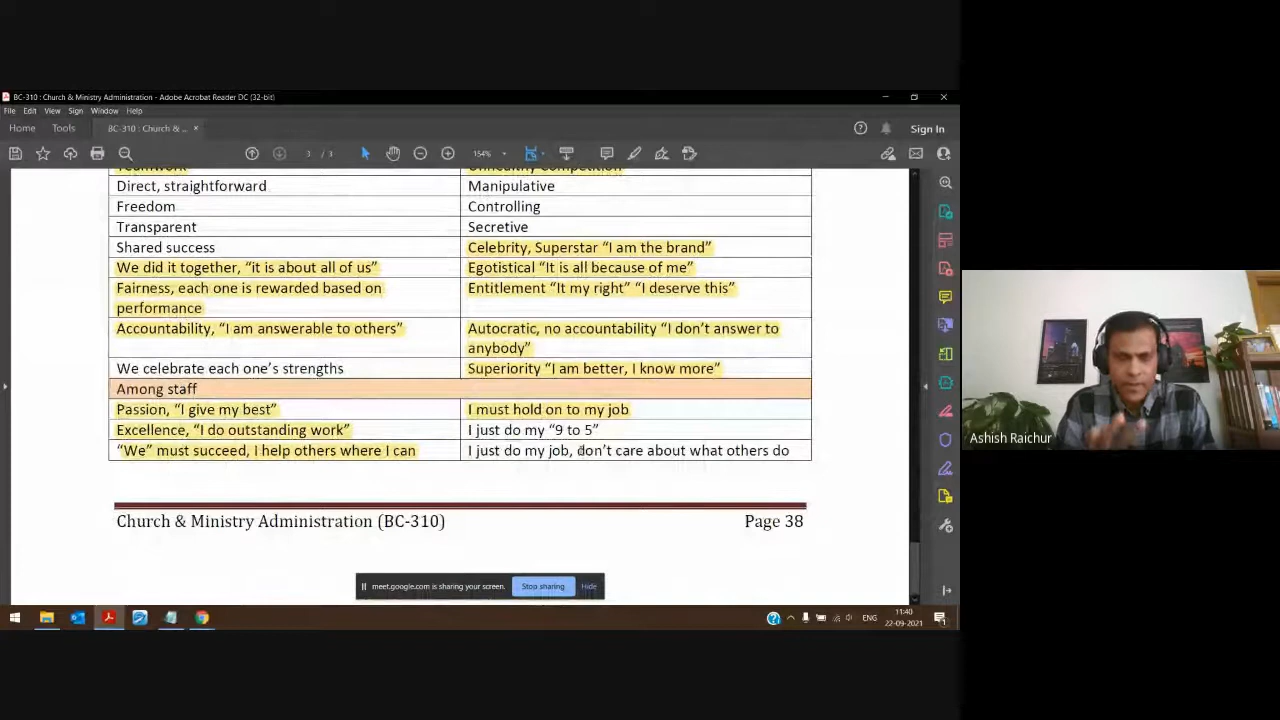 BC-310 : Church & Ministry Administration - Adobe Acrobat Reader DC (32-bit)
File Edit View Sign Window Help
Home Tools BC-310 : Church & ... × Sign In
3 / 3 154%
Teamwork Unhealthy Competition
Direct, straightforward Manipulative
Freedom Controlling
Transparent Secretive
Shared success Celebrity, Superstar “I am the brand”
We did it together, “it is about all of us” Egotistical “It is all because of me”
Fairness, each one is rewarded based on Entitlement “It my right” “I deserve this”
performance
Accountability, “I am answerable to others” Autocratic, no accountability “I don’t answer to
anybody”
We celebrate each one’s strengths Superiority “I am better, I know more”
Among staff
Passion, “I give my best” I must hold on to my job
Excellence, “I do outstanding work” I just do my “9 to 5”
“We” must succeed, I help others where I can I just do my job, don’t care about what others do
Church & Ministry Administration (BC-310) Page 38
Ashish Raichur
meet.google.com is sharing your screen. Stop sharing Hide
ENG 11:40
22-09-2021